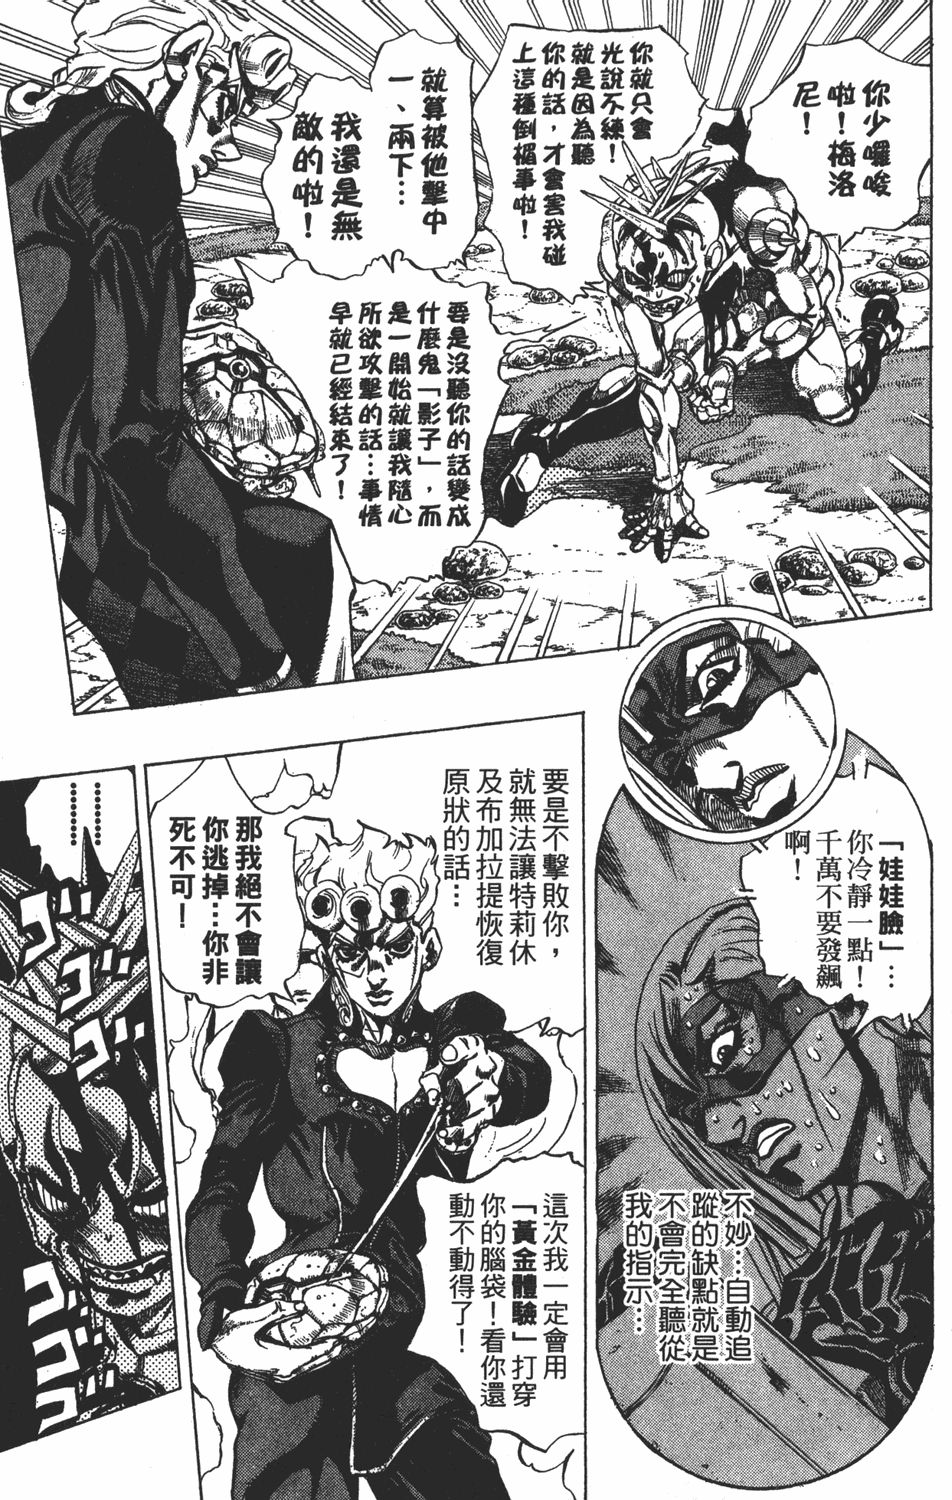 你少囉唆
啦！梅洛
尼！
你就只會
光說不練！
就是因為聽
你的話，才會害我碰
上這種倒楣事啦！
就算被他擊中
一、兩下…
我還是無
敵的啦！
要是沒聽你的話變成
什麼鬼「影子」，而
是一開始就讓我隨心
所欲攻擊的話…事情
早就已經結束了！
「娃娃臉」…
你冷靜一點！
千萬不要發飆
啊！
不妙…自動追
蹤的缺點就是
不會完全聽從
我的指示…
要是不擊敗你，
就無法讓特莉休
及布加拉提恢復
原狀的話…
那我絕不會讓
你逃掉…你非
死不可！
這次我一定會用
「黃金體驗」打穿
你的腦袋！看你還
動不動得了！
………
ゴゴゴ
ゴゴゴ